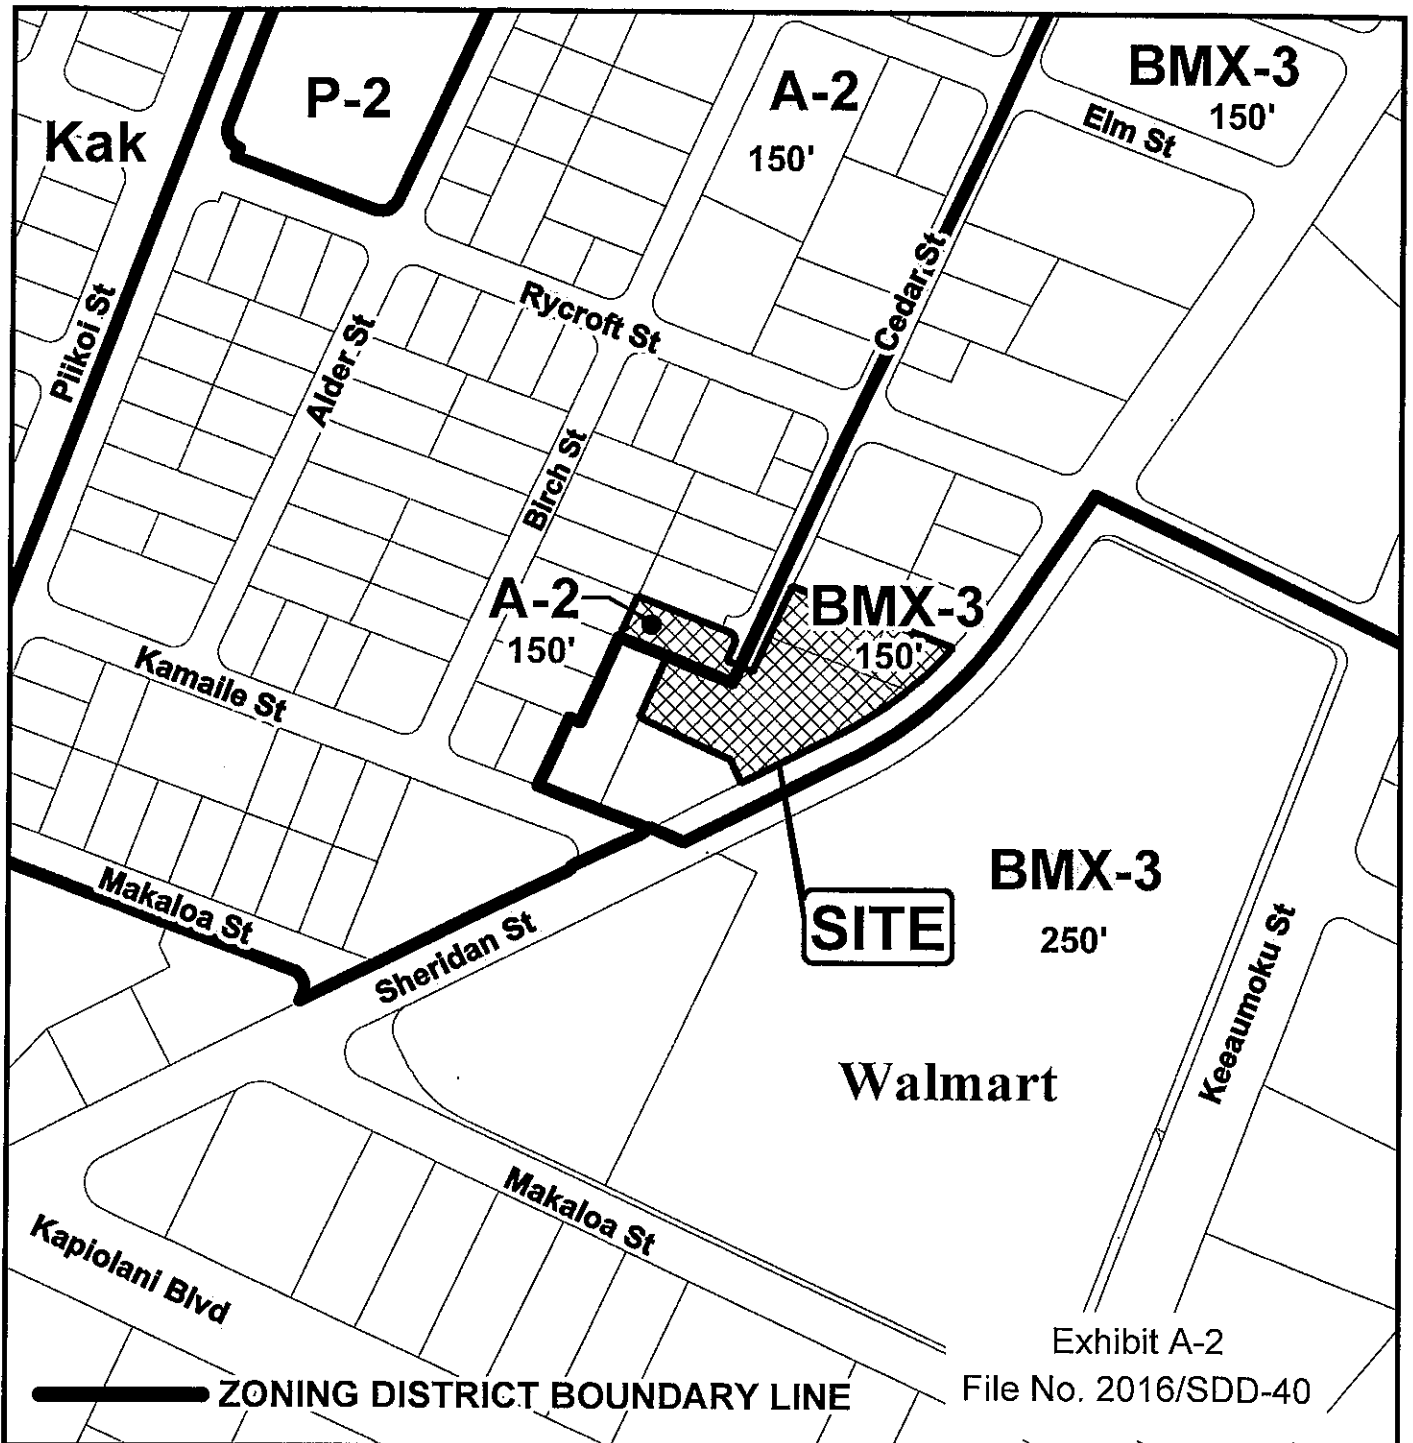 P-2
A-2
150'
BMX-3
150'
Elm St
Kak
Cedar St
Piikoi St
Alder St
Rycroft St
Birch St
A-2
150'
BMX-3
150'
Kamaile St
Makaloa St
Sheridan St
SITE
BMX-3
250'
Keeaumoku St
Walmart
Makaloa St
Kapiolani Blvd
Exhibit A-2
File No. 2016/SDD-40
ZONING DISTRICT BOUNDARY LINE